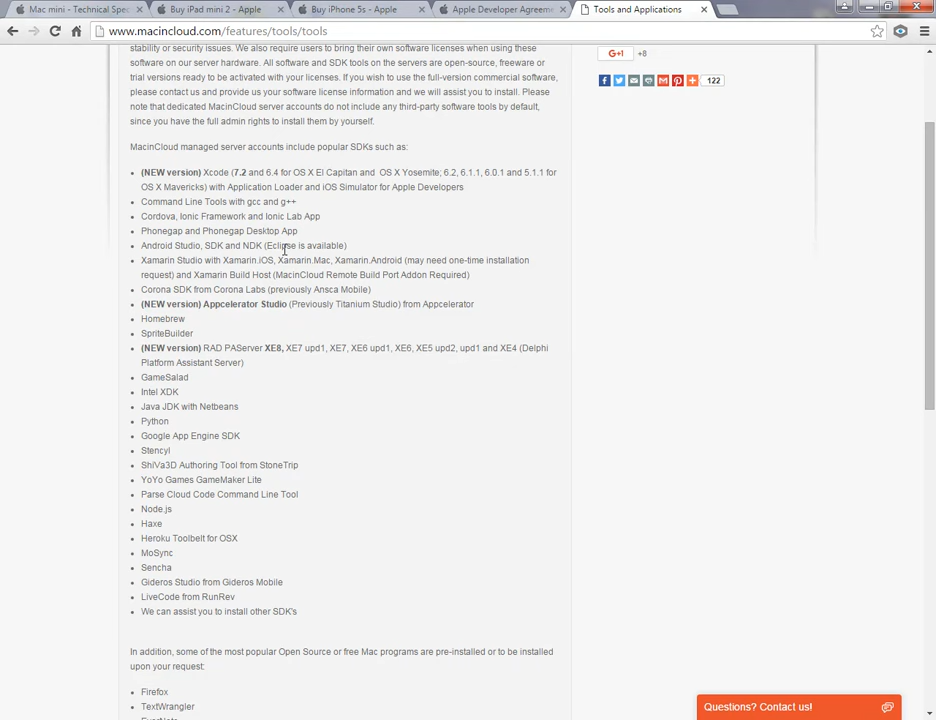 Mac mini - Technical Spec
Buy iPad mini 2 - Apple
Buy iPhone 5s - Apple
Apple Developer Agreeme
Tools and Applications
www.macincloud.com/features/tools/tools
stability or security issues. We also require users to bring their own software licenses when using these
software on our server hardware. All software and SDK tools on the servers are open-source, freeware or
trial versions ready to be activated with your licenses. If you wish to use the full-version commercial software,
please contact us and provide us your software license information and we will assist you to install. Please
note that dedicated MacinCloud server accounts do not include any third-party software tools by default,
since you have the full admin rights to install them by yourself.
G+1 +8
122
MacinCloud managed server accounts include popular SDKs such as:
(NEW version) Xcode (7.2 and 6.4 for OS X El Capitan and OS X Yosemite; 6.2, 6.1.1, 6.0.1 and 5.1.1 for
OS X Mavericks) with Application Loader and iOS Simulator for Apple Developers
Command Line Tools with gcc and g++
Cordova, Ionic Framework and Ionic Lab App
Phonegap and Phonegap Desktop App
Android Studio, SDK and NDK (Eclipse is available)
Xamarin Studio with Xamarin.iOS, Xamarin.Mac, Xamarin.Android (may need one-time installation
request) and Xamarin Build Host (MacinCloud Remote Build Port Addon Required)
Corona SDK from Corona Labs (previously Ansca Mobile)
(NEW version) Appcelerator Studio (Previously Titanium Studio) from Appcelerator
Homebrew
SpriteBuilder
(NEW version) RAD PAServer XE8, XE7 upd1, XE7, XE6 upd1, XE6, XE5 upd2, upd1 and XE4 (Delphi
Platform Assistant Server)
GameSalad
Intel XDK
Java JDK with Netbeans
Python
Google App Engine SDK
Stencyl
ShiVa3D Authoring Tool from StoneTrip
YoYo Games GameMaker Lite
Parse Cloud Code Command Line Tool
Node.js
Haxe
Heroku Toolbelt for OSX
MoSync
Sencha
Gideros Studio from Gideros Mobile
LiveCode from RunRev
We can assist you to install other SDK's
In addition, some of the most popular Open Source or free Mac programs are pre-installed or to be installed
upon your request:
Firefox
TextWrangler
EverNote
Questions? Contact us!